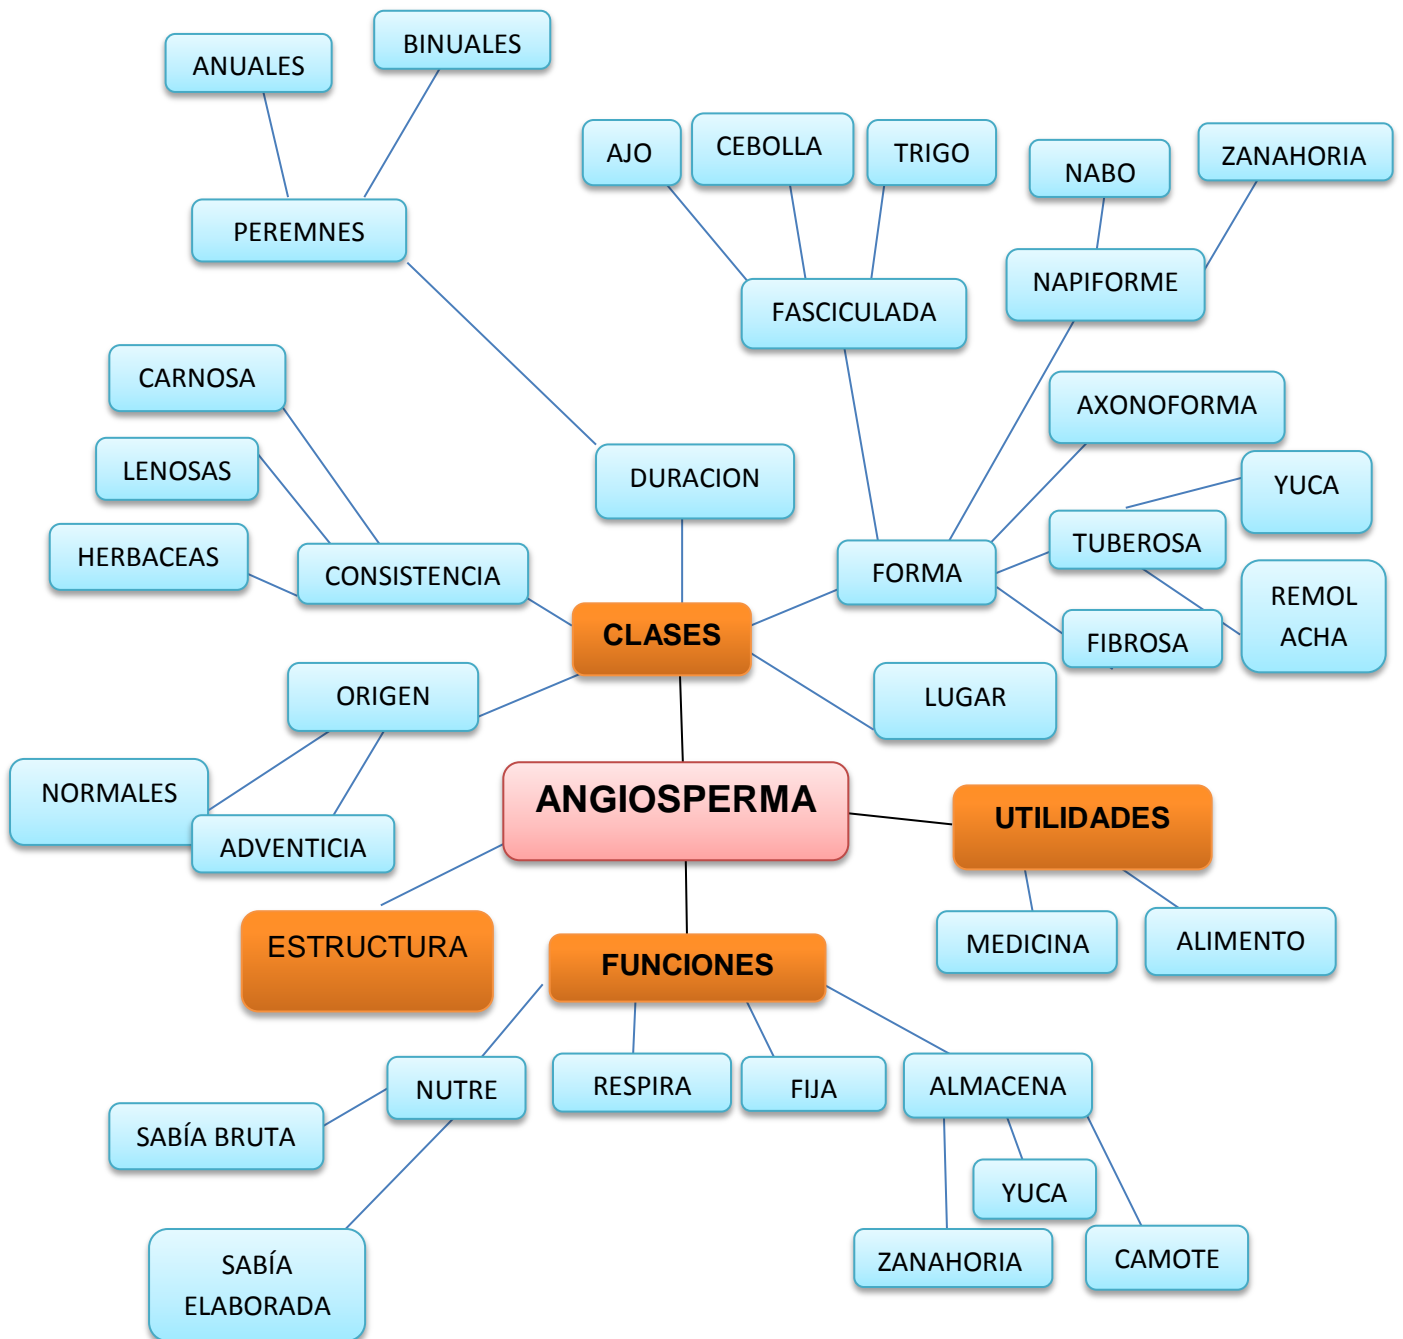 BINUALES
ANUALES
AJO
CEBOLLA
TRIGO
NABO
ZANAHORIA
PEREMNES
FASCICULADA
NAPIFORME
CARNOSA
AXONOFORMA
LENOSAS
DURACION
YUCA
HERBACEAS
CONSISTENCIA
FORMA
TUBEROSA
CLASES
FIBROSA
REMOL
ACHA
ORIGEN
LUGAR
NORMALES
ADVENTICIA
ANGIOSPERMA
UTILIDADES
ESTRUCTURA
FUNCIONES
MEDICINA
ALIMENTO
NUTRE
RESPIRA
FIJA
ALMACENA
SABÍA BRUTA
YUCA
SABÍA
ELABORADA
ZANAHORIA
CAMOTE